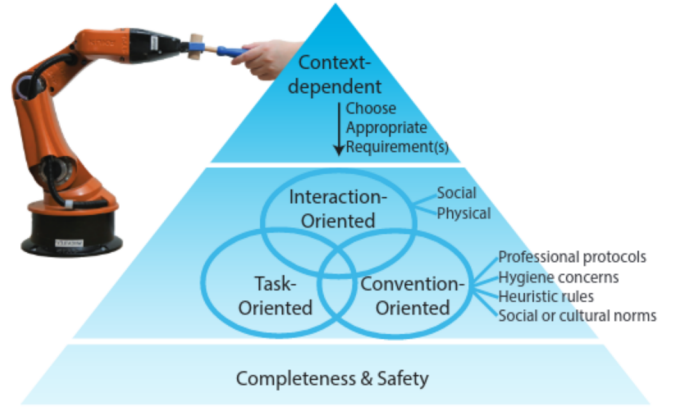 Context-
dependent
Choose
Appropriate
Requirement(s)
Interaction-
Oriented
Social
Physical
Task-
Oriented
Convention-
Oriented
Professional protocols
Hygiene concerns
Heuristic rules
Social or cultural norms
Completeness & Safety